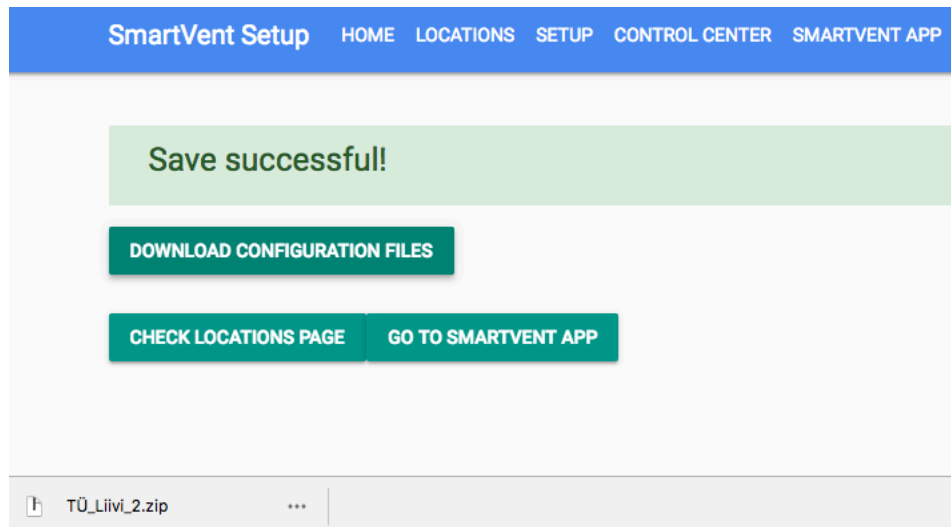 SmartVent Setup HOME LOCATIONS SETUP CONTROL CENTER SMARTVENT APP
Save successful!
DOWNLOAD CONFIGURATION FILES
CHECK LOCATIONS PAGE GO TO SMARTVENT APP
TÜ_Liivi_2.zip